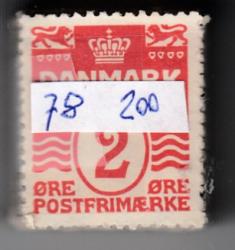 DANMARK
78 200
2
ØRE ØRE
POSTFRIMÆRKE